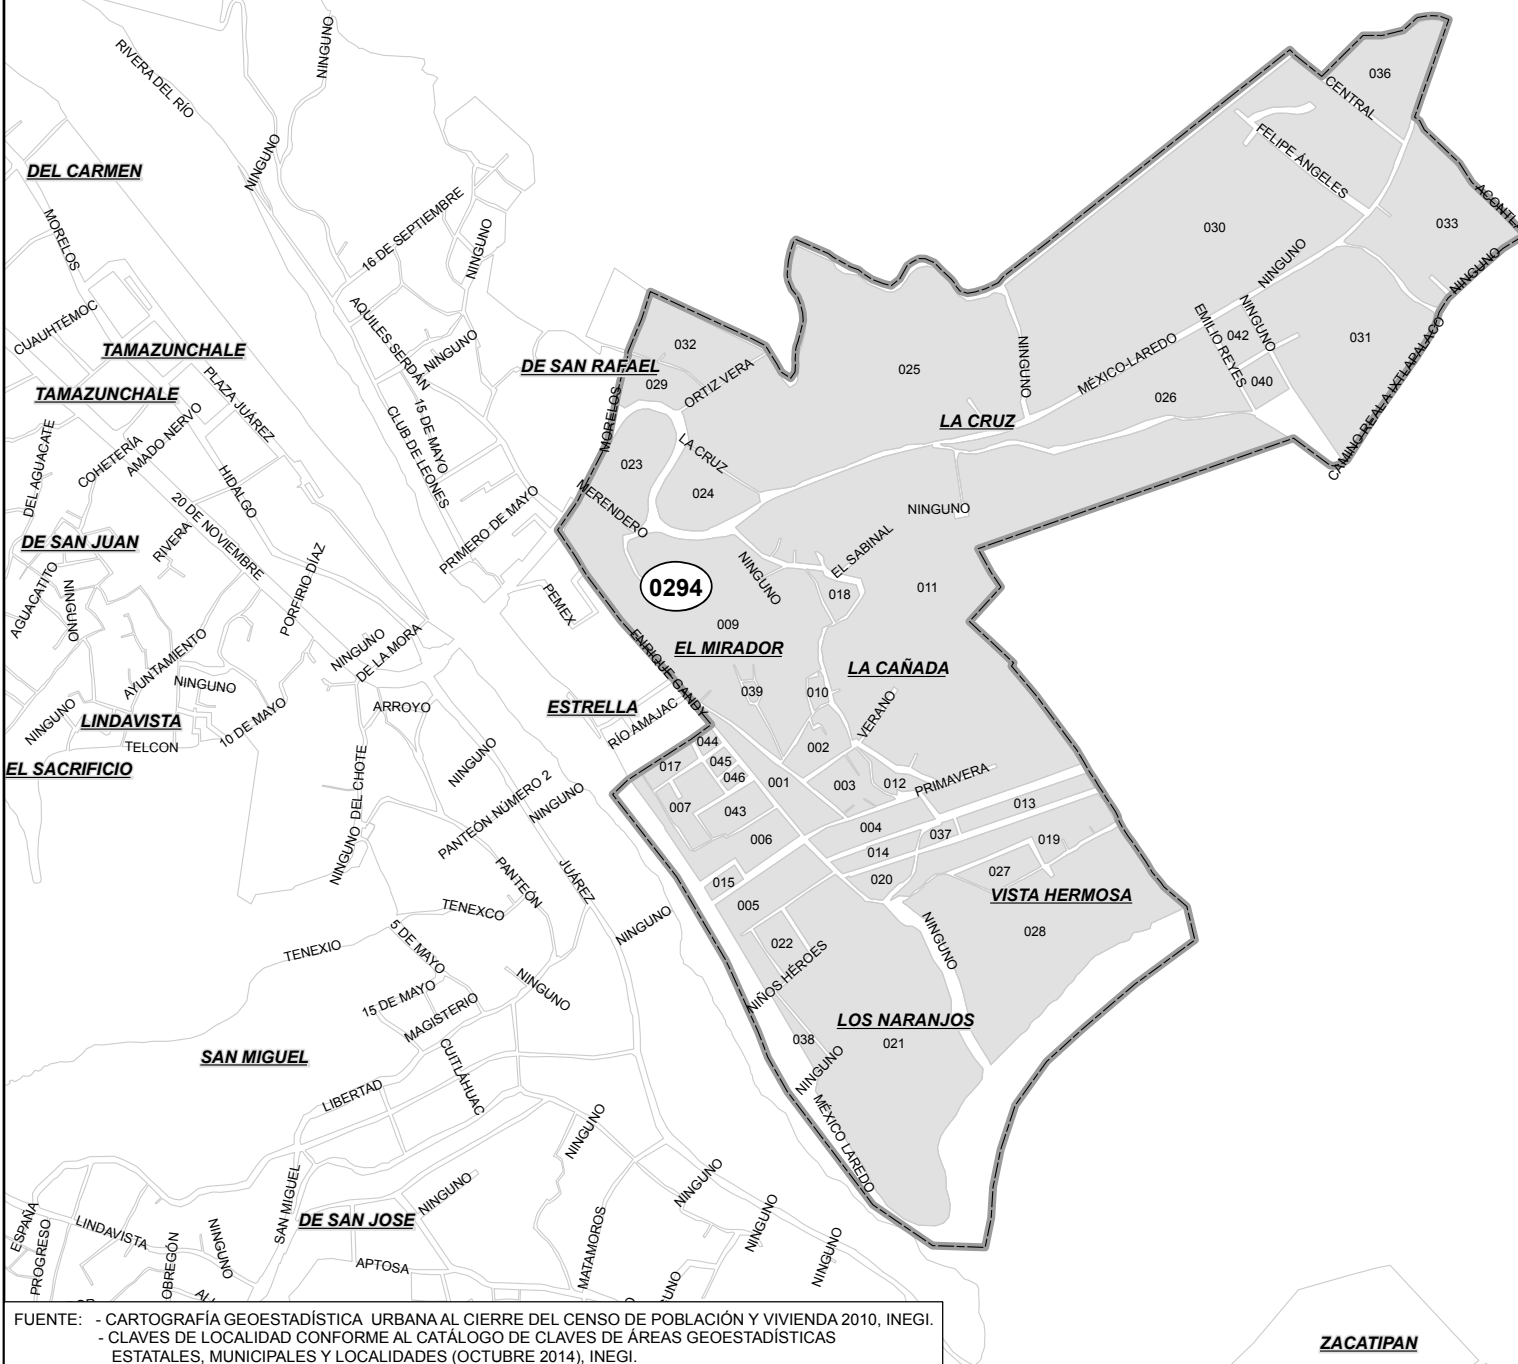 RIVERA DEL RÍO
NINGUNO
036
CENTRAL
FELIPE ÁNGELES
NINGUNO
DEL CARMEN
ACONTLA
MORELOS
16 DE SEPTIEMBRE
NINGUNO
030
033
NINGUNO
NINGUNO
CUAUHTÉMOC
AQUILES SERDÁN
NINGUNO
TAMAZUNCHALE
032
DE SAN RAFAEL
029
ORTIZ VERA
025
NINGUNO
MÉXICO-LAREDO
EMILIO REYES
NINGUNO
042
031
040
026
CAMINO REAL A IXTLAPALACO
TAMAZUNCHALE
PLAZA JUÁREZ
15 DE MAYO
CLUB DE LEONES
MORELOS
LA CRUZ
DEL AGUACATE
COHETERÍA
AMADO NERVO
HIDALGO
023
LA CRUZ
024
MERENDERO
PRIMERO DE MAYO
NINGUNO
20 DE NOVIEMBRE
RIVERA
DE SAN JUAN
PORFIRIO DÍAZ
EL SABINAL
NINGUNO
018
011
0294
PEMEX
AGUACATITO
NINGUNO
009
EL MIRADOR
ENRIQUE GANDY
LA CAÑADA
NINGUNO
DE LA MORA
AYUNTAMIENTO
NINGUNO
039
010
VERANO
ESTRELLA
RÍO AMAJAC
ARROYO
NINGUNO
LINDAVISTA
10 DE MAYO
TELCON
EL SACRIFICIO
NINGUNO
044
002
017
045
046
001
003
012
PRIMAVERA
013
007
043
NINGUNO DEL CHOTE
PANTEÓN NÚMERO 2
NINGUNO
006
004
037
014
019
015
020
027
VISTA HERMOSA
PANTEÓN
JUÁREZ
TENEXCO
005
NINGUNO
028
NINGUNO
5 DE MAYO
TENEXIO
022
NIÑOS HÉROES
NINGUNO
15 DE MAYO
MAGISTERIO
LOS NARANJOS
021
038
NINGUNO
SAN MIGUEL
CUITLÁHUAC
LIBERTAD
MÉXICO LAREDO
NINGUNO
NINGUNO
NINGUNO
SAN MIGUEL
DE SAN JOSE
ESPAÑA
PROGRESO
LINDAVISTA
OBREGÓN
NINGUNO
MATAMOROS
NINGUNO
NINGUNO
APTOSA
FUENTE: - CARTOGRAFÍA GEOESTADÍSTICA URBANA AL CIERRE DEL CENSO DE POBLACIÓN Y VIVIENDA 2010, INEGI.
- CLAVES DE LOCALIDAD CONFORME AL CATÁLOGO DE CLAVES DE ÁREAS GEOESTADÍSTICAS
ESTATALES, MUNICIPALES Y LOCALIDADES (OCTUBRE 2014), INEGI.
ZACATIPAN